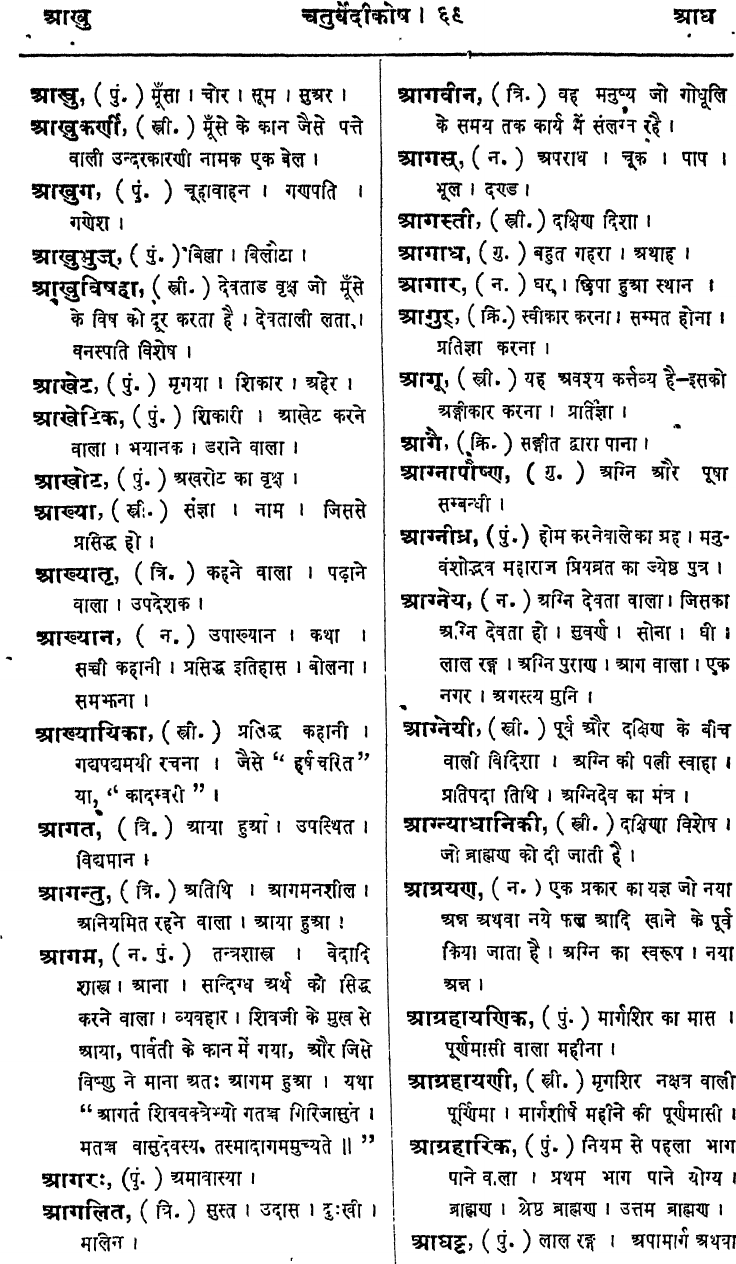 आखु
चतुर्वेदीकोष । ६९
आघ
आखु, ( पुं. ) मूँसा । चोर । सूम । सुअर ।
आखुकर्णी, ( स्त्री. ) मूँसे के कान जैसे पत्ते
वाली उन्दरकारणी नामक एक बेल ।
आखुग, ( पुं. ) चूहावाहन । गणपति ।
गणेश ।
आखुभुज्, ( पुं. ) बिल्ला । बिलोटा ।
आखुविषहा, ( स्त्री. ) देवताड वृक्ष जो मूँसे
के विष को दूर करता है । देवताली लता ।
वनस्पति विशेष ।
आखेट, ( पुं. ) मृगया । शिकार । अहेर ।
आखेटिक, ( पुं. ) शिकारी । आखेट करने
वाला । भयानक । डराने वाला ।
आखोट, ( पुं. ) अखरोट का वृक्ष ।
आख्या, ( स्त्री. ) संज्ञा । नाम । जिससे
प्रसिद्ध हो ।
आख्यातृ, ( त्रि. ) कहने वाला । पढ़ाने
वाला । उपदेशक ।
आख्यान, ( न. ) उपाख्यान । कथा ।
सच्ची कहानी । प्रसिद्ध इतिहास । बोलना ।
समझना ।
आख्यायिका, ( स्त्री. ) प्रसिद्ध कहानी ।
गद्यपद्यमयी रचना । जैसे “ हर्षचरित ”
या, “ कादम्बरी ” ।
आगत, ( त्रि. ) आया हुआ । उपस्थित ।
विद्यमान ।
आगन्तु, ( त्रि. ) अतिथि । आगमनशील ।
अनियमित रहने वाला । आया हुआ !
आगम, ( न. पुं. ) तन्त्रशास्त्र । वेदादि
शास्त्र । आना । सन्दिग्ध अर्थ को सिद्ध
करने वाला । व्यवहार । शिवजी के मुख से
आया, पार्वती के कान में गया, और जिसे
विष्णु ने माना अतः आगम हुआ । यथा
“ आगतं शिववक्त्रेभ्यो गतञ्च गिरिजासुतं ।
मतञ्च वासुदेवस्य, तस्मादागममुच्यते ॥ ”
आगरः, (पुं. ) अमावास्या ।
आगलित, ( त्रि. ) सुस्त । उदास । दुःखी ।
मालिन ।
आगवीन, ( त्रि. ) वह मनुष्य जो गोधूलि
के समय तक कार्य में संलग्न रहै ।
आगस्, ( न. ) अपराध । चूक । पाप ।
भूल । दण्ड ।
आगस्ती, ( स्त्री. ) दक्षिण दिशा ।
आगाध, ( गु. ) बहुत गहरा । अथाह ।
आगार, ( न. ) घर । छिपा हुआ स्थान ।
आगुर्, (क्रि.) स्वीकार करना । सम्मत होना ।
प्रतिज्ञा करना ।
आगू, ( स्त्री. ) यह अवश्य कर्त्तव्य है–इसको
अङ्गीकार करना । प्रतिज्ञा ।
आगै, ( क्रि. ) सङ्गीत द्वारा पाना ।
आग्नापौष्ण, ( गु. ) अग्नि और पूषा
सम्बन्धी ।
आग्नीध्र, ( पुं.) होम करनेवाले का ग्रह । मनु-
वंशोद्भव महाराज प्रियव्रत का ज्येष्ठ पुत्र ।
आग्नेय, ( न. ) अग्नि देवता वाला । जिसका
अग्नि देवता हो । सुवर्ण । सोना । घी ।
लाल रङ्ग । अग्नि पुराण । आग वाला । एक
नगर । अगस्त्य मुनि ।
आग्नेयी, ( स्त्री. ) पूर्व और दक्षिण के बीच
वाली विदिशा । अग्नि की पत्नी स्वाहा ।
प्रतिपदा तिथि । अग्निदेव का मंत्र ।
आग्न्याधानिकी, ( स्त्री. ) दक्षिणा विशेष ।
जो ब्राह्मण को दी जाती है ।
आग्रयण, ( न. ) एक प्रकार का यज्ञ जो नया
अन्न अथवा नये फल आदि खाने के पूर्व
किया जाता है । अग्नि का स्वरूप । नया
अन्न ।
आग्रहायणिक, ( पुं. ) मार्गशिर का मास ।
पूर्णमासी वाला महीना ।
आग्रहायणी, ( स्त्री. ) मृगशिर नक्षत्र वाली
पूर्णिमा । मार्गशीर्ष महीने की पूर्णमासी ।
आग्रहारिक, ( पुं. ) नियम से पहला भाग
पाने वाला । प्रथम भाग पाने योग्य ।
ब्राह्मण । श्रेष्ठ ब्राह्मण । उत्तम ब्राह्मण ।
आघट्ट, ( पुं. ) लाल रङ्ग । अपामार्ग अथवा